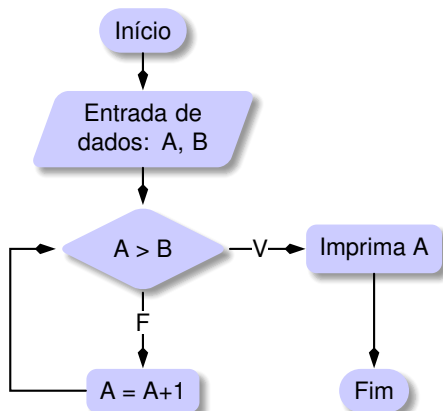 Início
Entrada de
dados: A, B
A > B
V
Imprima A
F
A = A+1
Fim